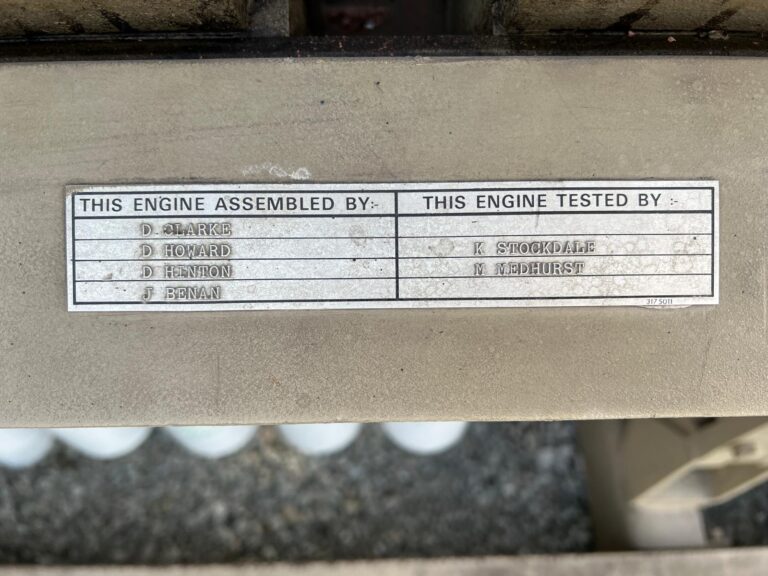 THIS ENGINE ASSEMBLED BY:-
D. CLARKE
D HOWARD
D HINTON
J BENAN
THIS ENGINE TESTED BY :-
K STOCKDALE
M MEDHURST
317 5011